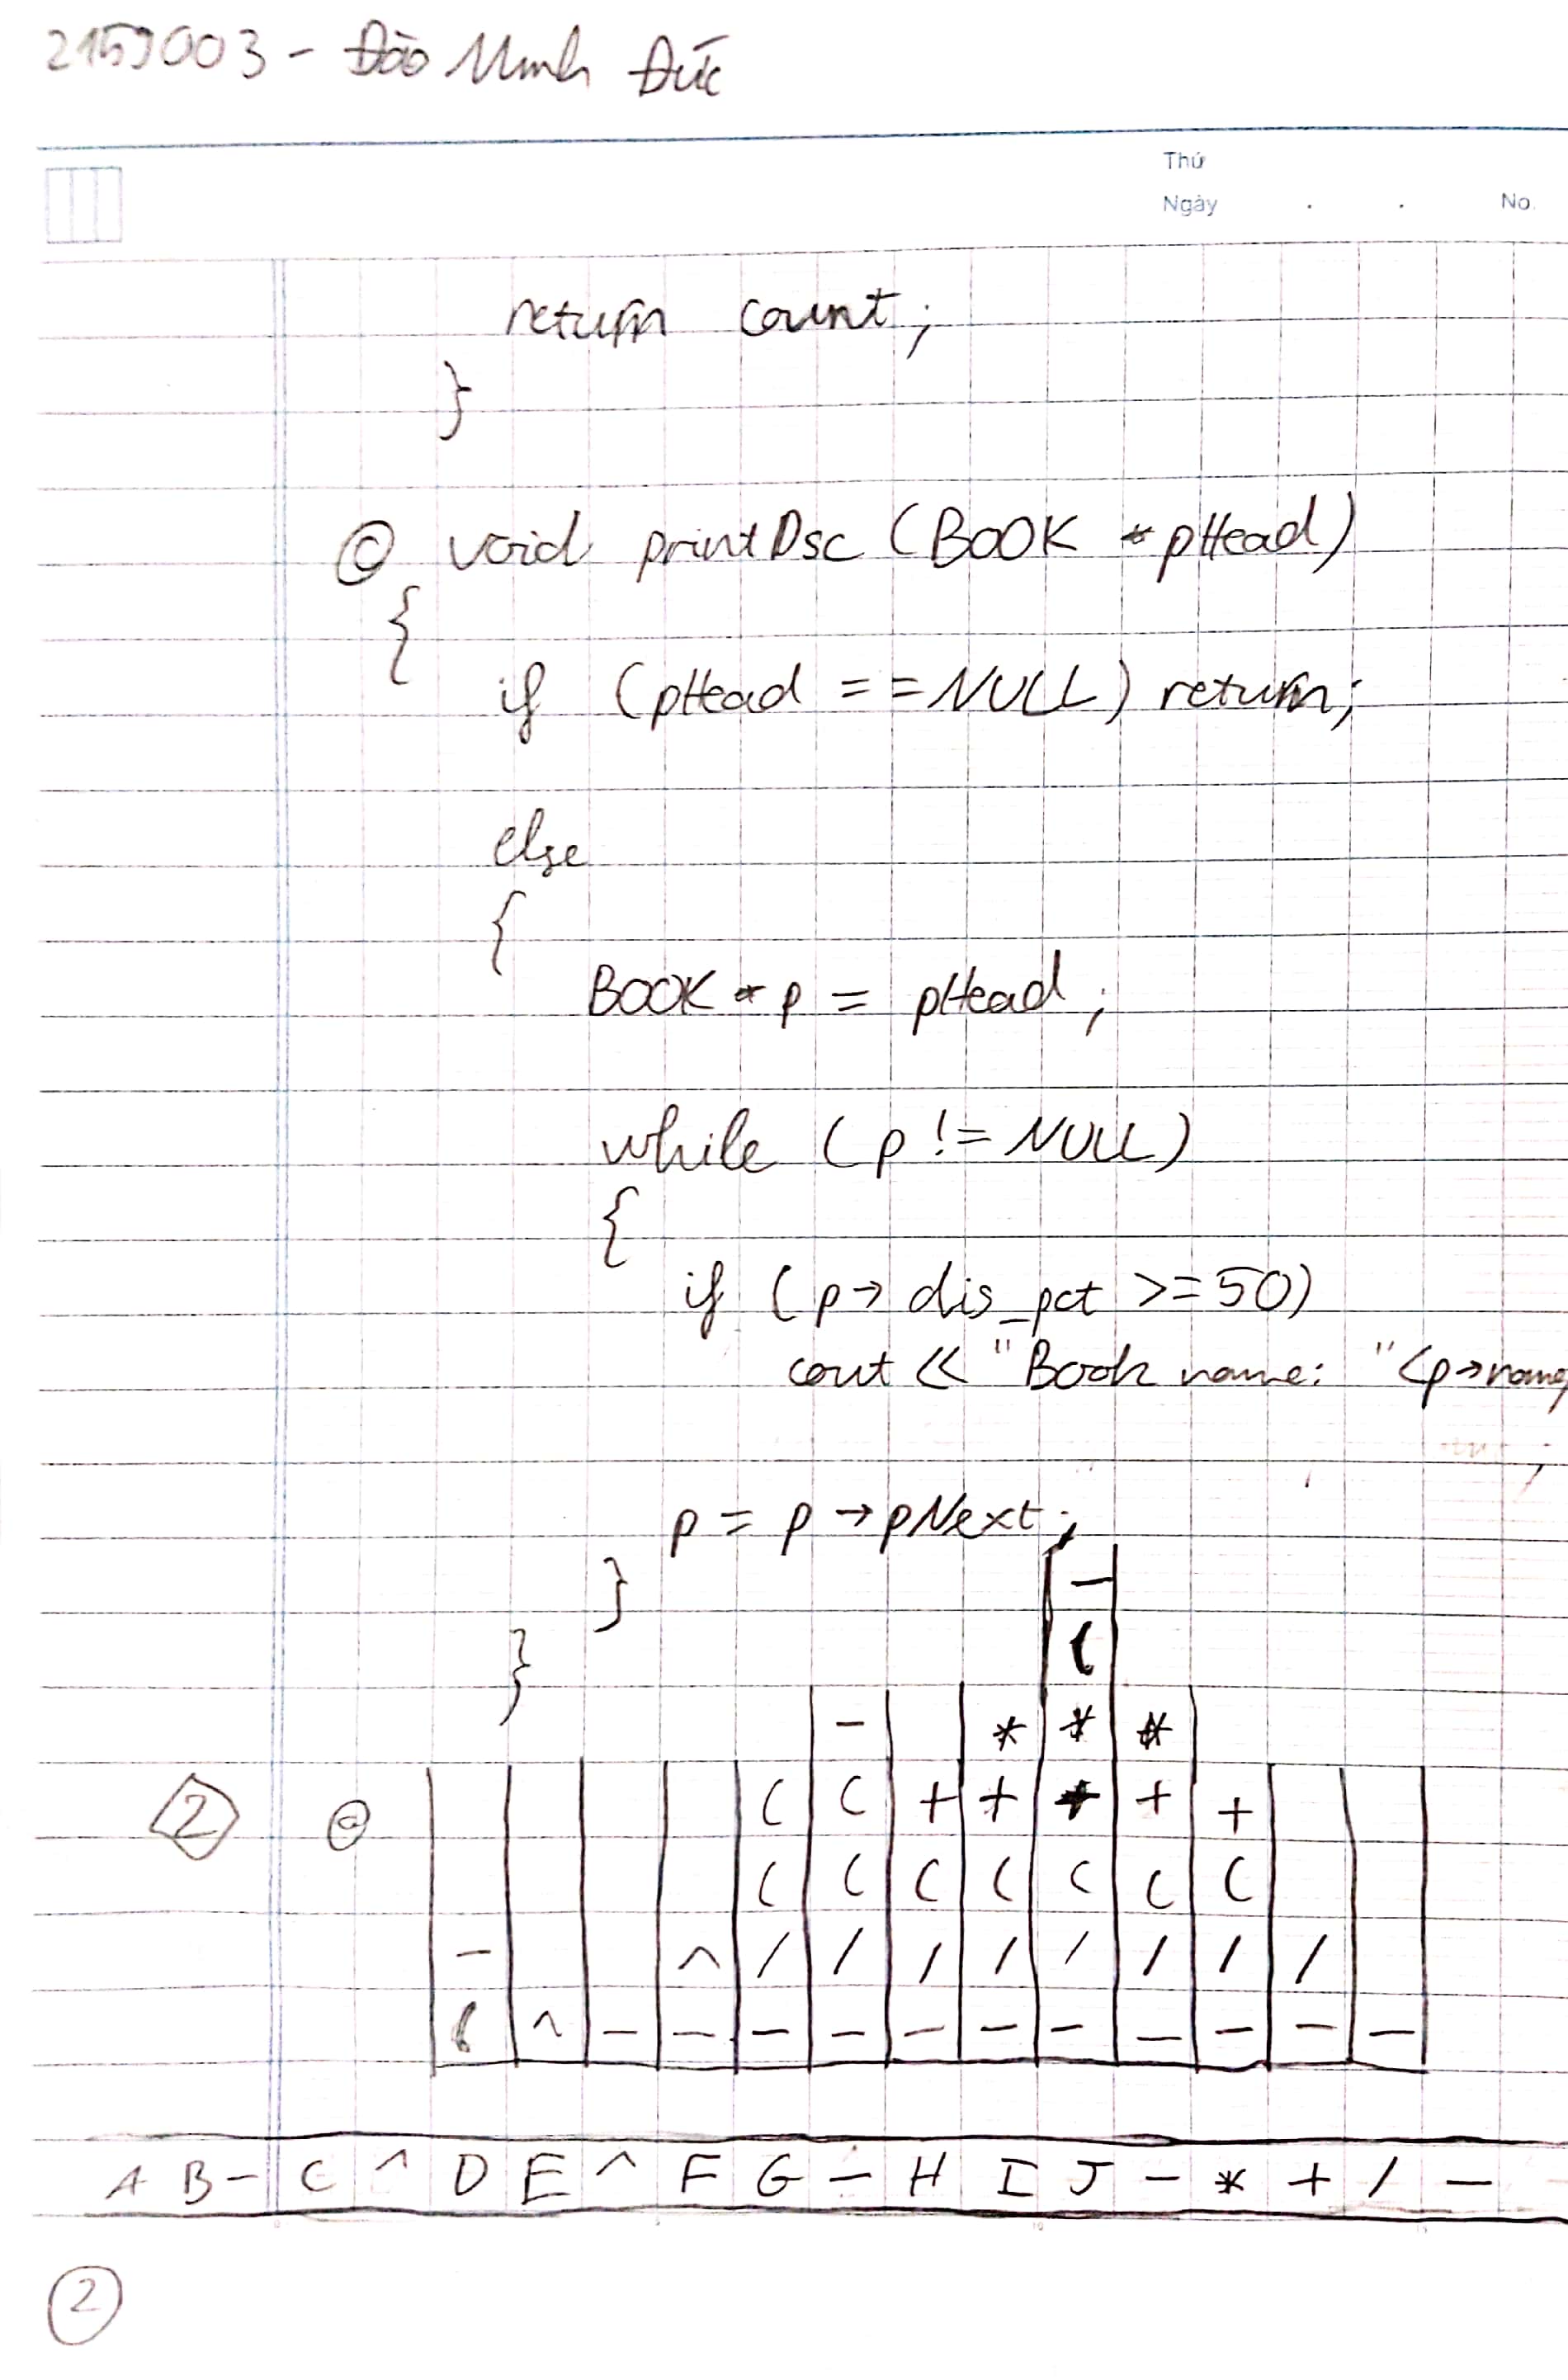 2159003 - Đào Minh Đức
Thứ
Ngày . . No.
return count;
}
ⓒ void printDsc (BOOK *pHead)
{
if (pHead == NULL) return;
else
{
BOOK *p = pHead;
while (p != NULL)
{
if (p→ dis_pct >=50)
cout << "Book name: " <p→name
p = p → pNext;
}
}
−
(
− * * *
2 ( ( + + + + +
( ( ( ( ( ( (
− ^ / / / / / / / /
( ^ − − − − − − − − − − −
A B − C ^ D E ^ F G − H I J − * + / −
2